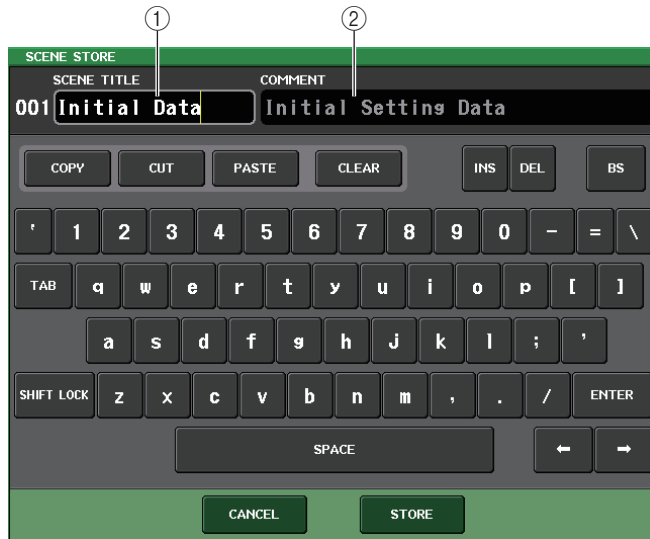 ① ②
SCENE STORE
SCENE TITLE COMMENT
001 Initial Data Initial Setting Data
COPY CUT PASTE CLEAR INS DEL BS
' 1 2 3 4 5 6 7 8 9 0 - = \
TAB q w e r t y u i o p [ ]
a s d f g h j k l ; '
SHIFT LOCK z x c v b n m , . / ENTER
SPACE ← →
CANCEL STORE